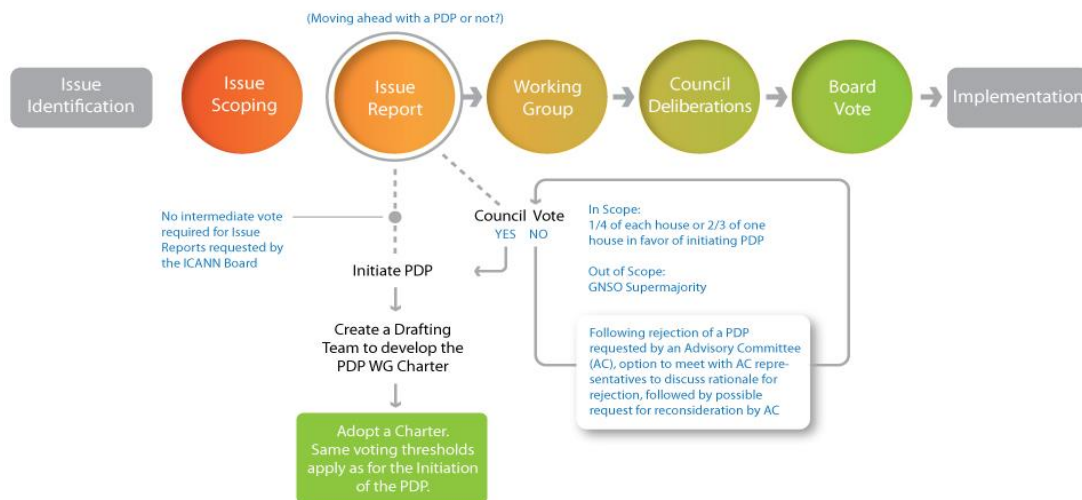 (Moving ahead with a PDP or not?)
Issue
Identification
Issue
Scoping
Issue
Report
Working
Group
Council
Deliberations
Board
Vote
Implementation
No intermediate vote
required for Issue
Reports requested by
the ICANN Board
Council Vote
YES NO
In Scope:
1/4 of each house or 2/3 of one
house in favor of initiating PDP
Out of Scope:
GNSO Supermajority
Initiate PDP
Create a Drafting
Team to develop the
PDP WG Charter
Following rejection of a PDP
requested by an Advisory Committee
(AC), option to meet with AC repre-
sentatives to discuss rationale for
rejection, followed by possible
request for reconsideration by AC
Adopt a Charter.
Same voting thresholds
apply as for the Initiation
of the PDP.